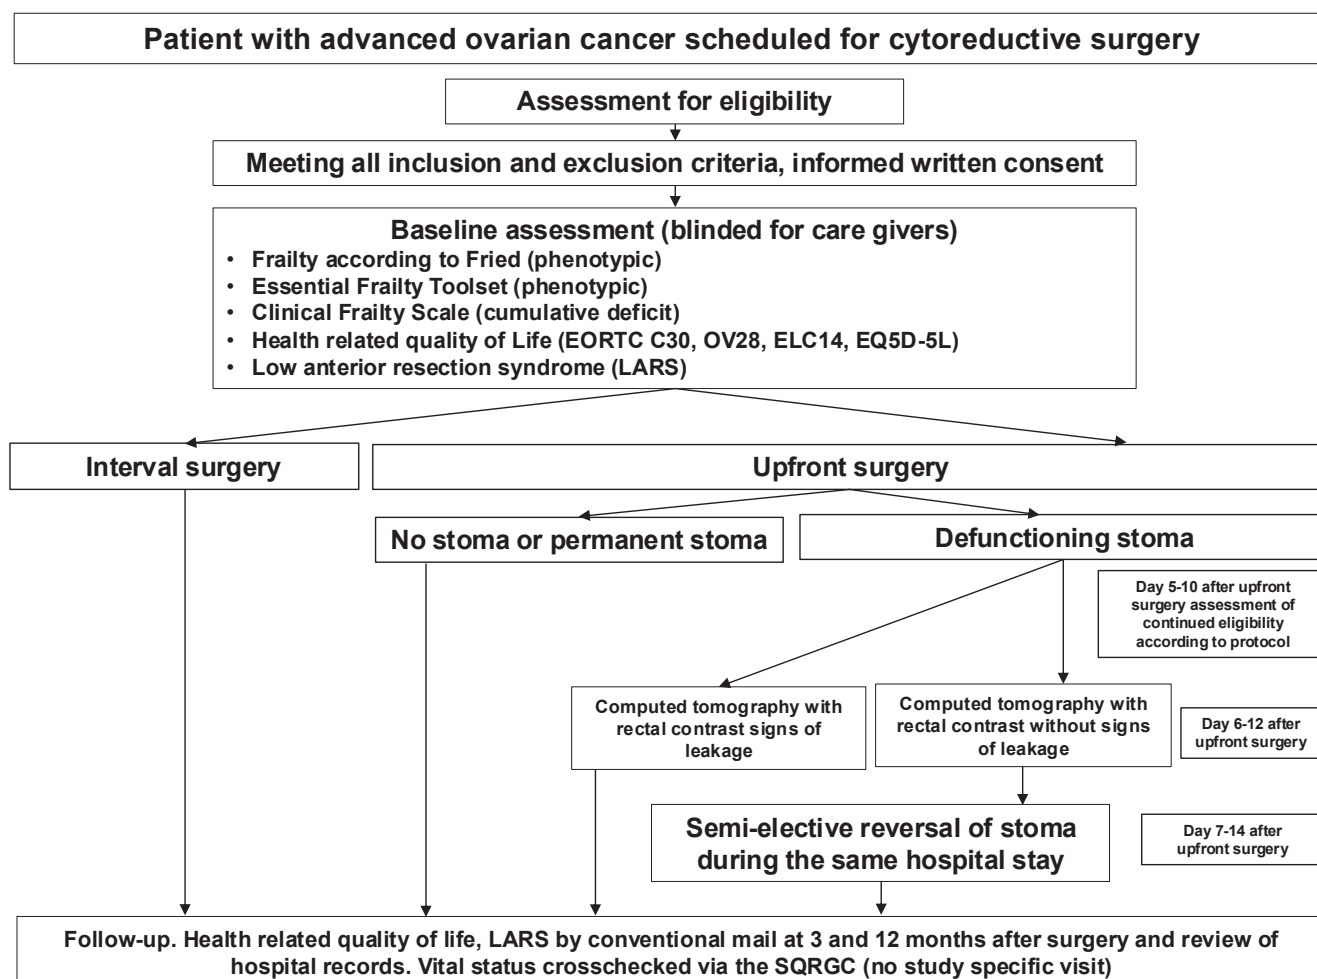 Patient with advanced ovarian cancer scheduled for cytoreductive surgery
Assessment for eligibility
Meeting all inclusion and exclusion criteria, informed written consent
Baseline assessment (blinded for care givers)
• Frailty according to Fried (phenotypic)
• Essential Frailty Toolset (phenotypic)
• Clinical Frailty Scale (cumulative deficit)
• Health related quality of Life (EORTC C30, OV28, ELC14, EQ5D-5L)
• Low anterior resection syndrome (LARS)
Interval surgery
Upfront surgery
No stoma or permanent stoma
Defunctioning stoma
Day 5-10 after upfront
surgery assessment of
continued eligibility
according to protocol
Computed tomography with
rectal contrast signs of
leakage
Computed tomography with
rectal contrast without signs
of leakage
Day 6-12 after
upfront surgery
Semi-elective reversal of stoma
during the same hospital stay
Day 7-14 after
upfront surgery
Follow-up. Health related quality of life, LARS by conventional mail at 3 and 12 months after surgery and review of
hospital records. Vital status crosschecked via the SQRGC (no study specific visit)